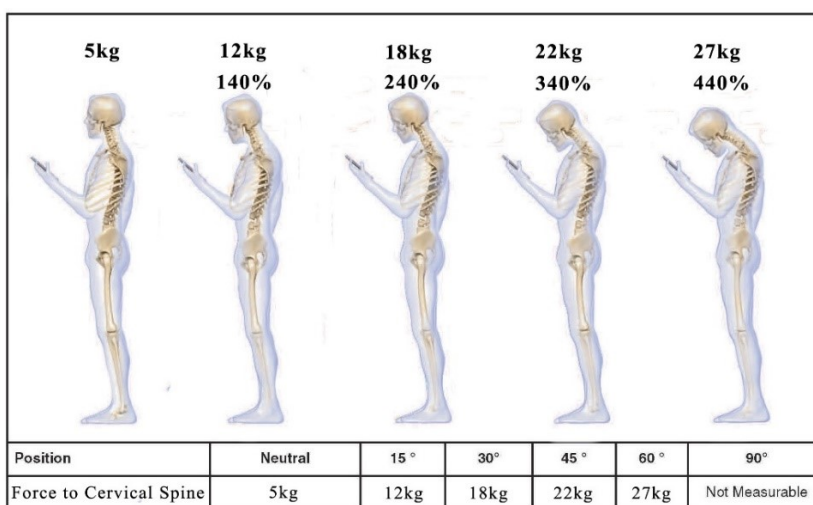 5kg 12kg 18kg 22kg 27kg
140% 240% 340% 440%
Position Neutral 15 ° 30° 45 ° 60 ° 90°
Force to Cervical Spine 5kg 12kg 18kg 22kg 27kg Not Measurable